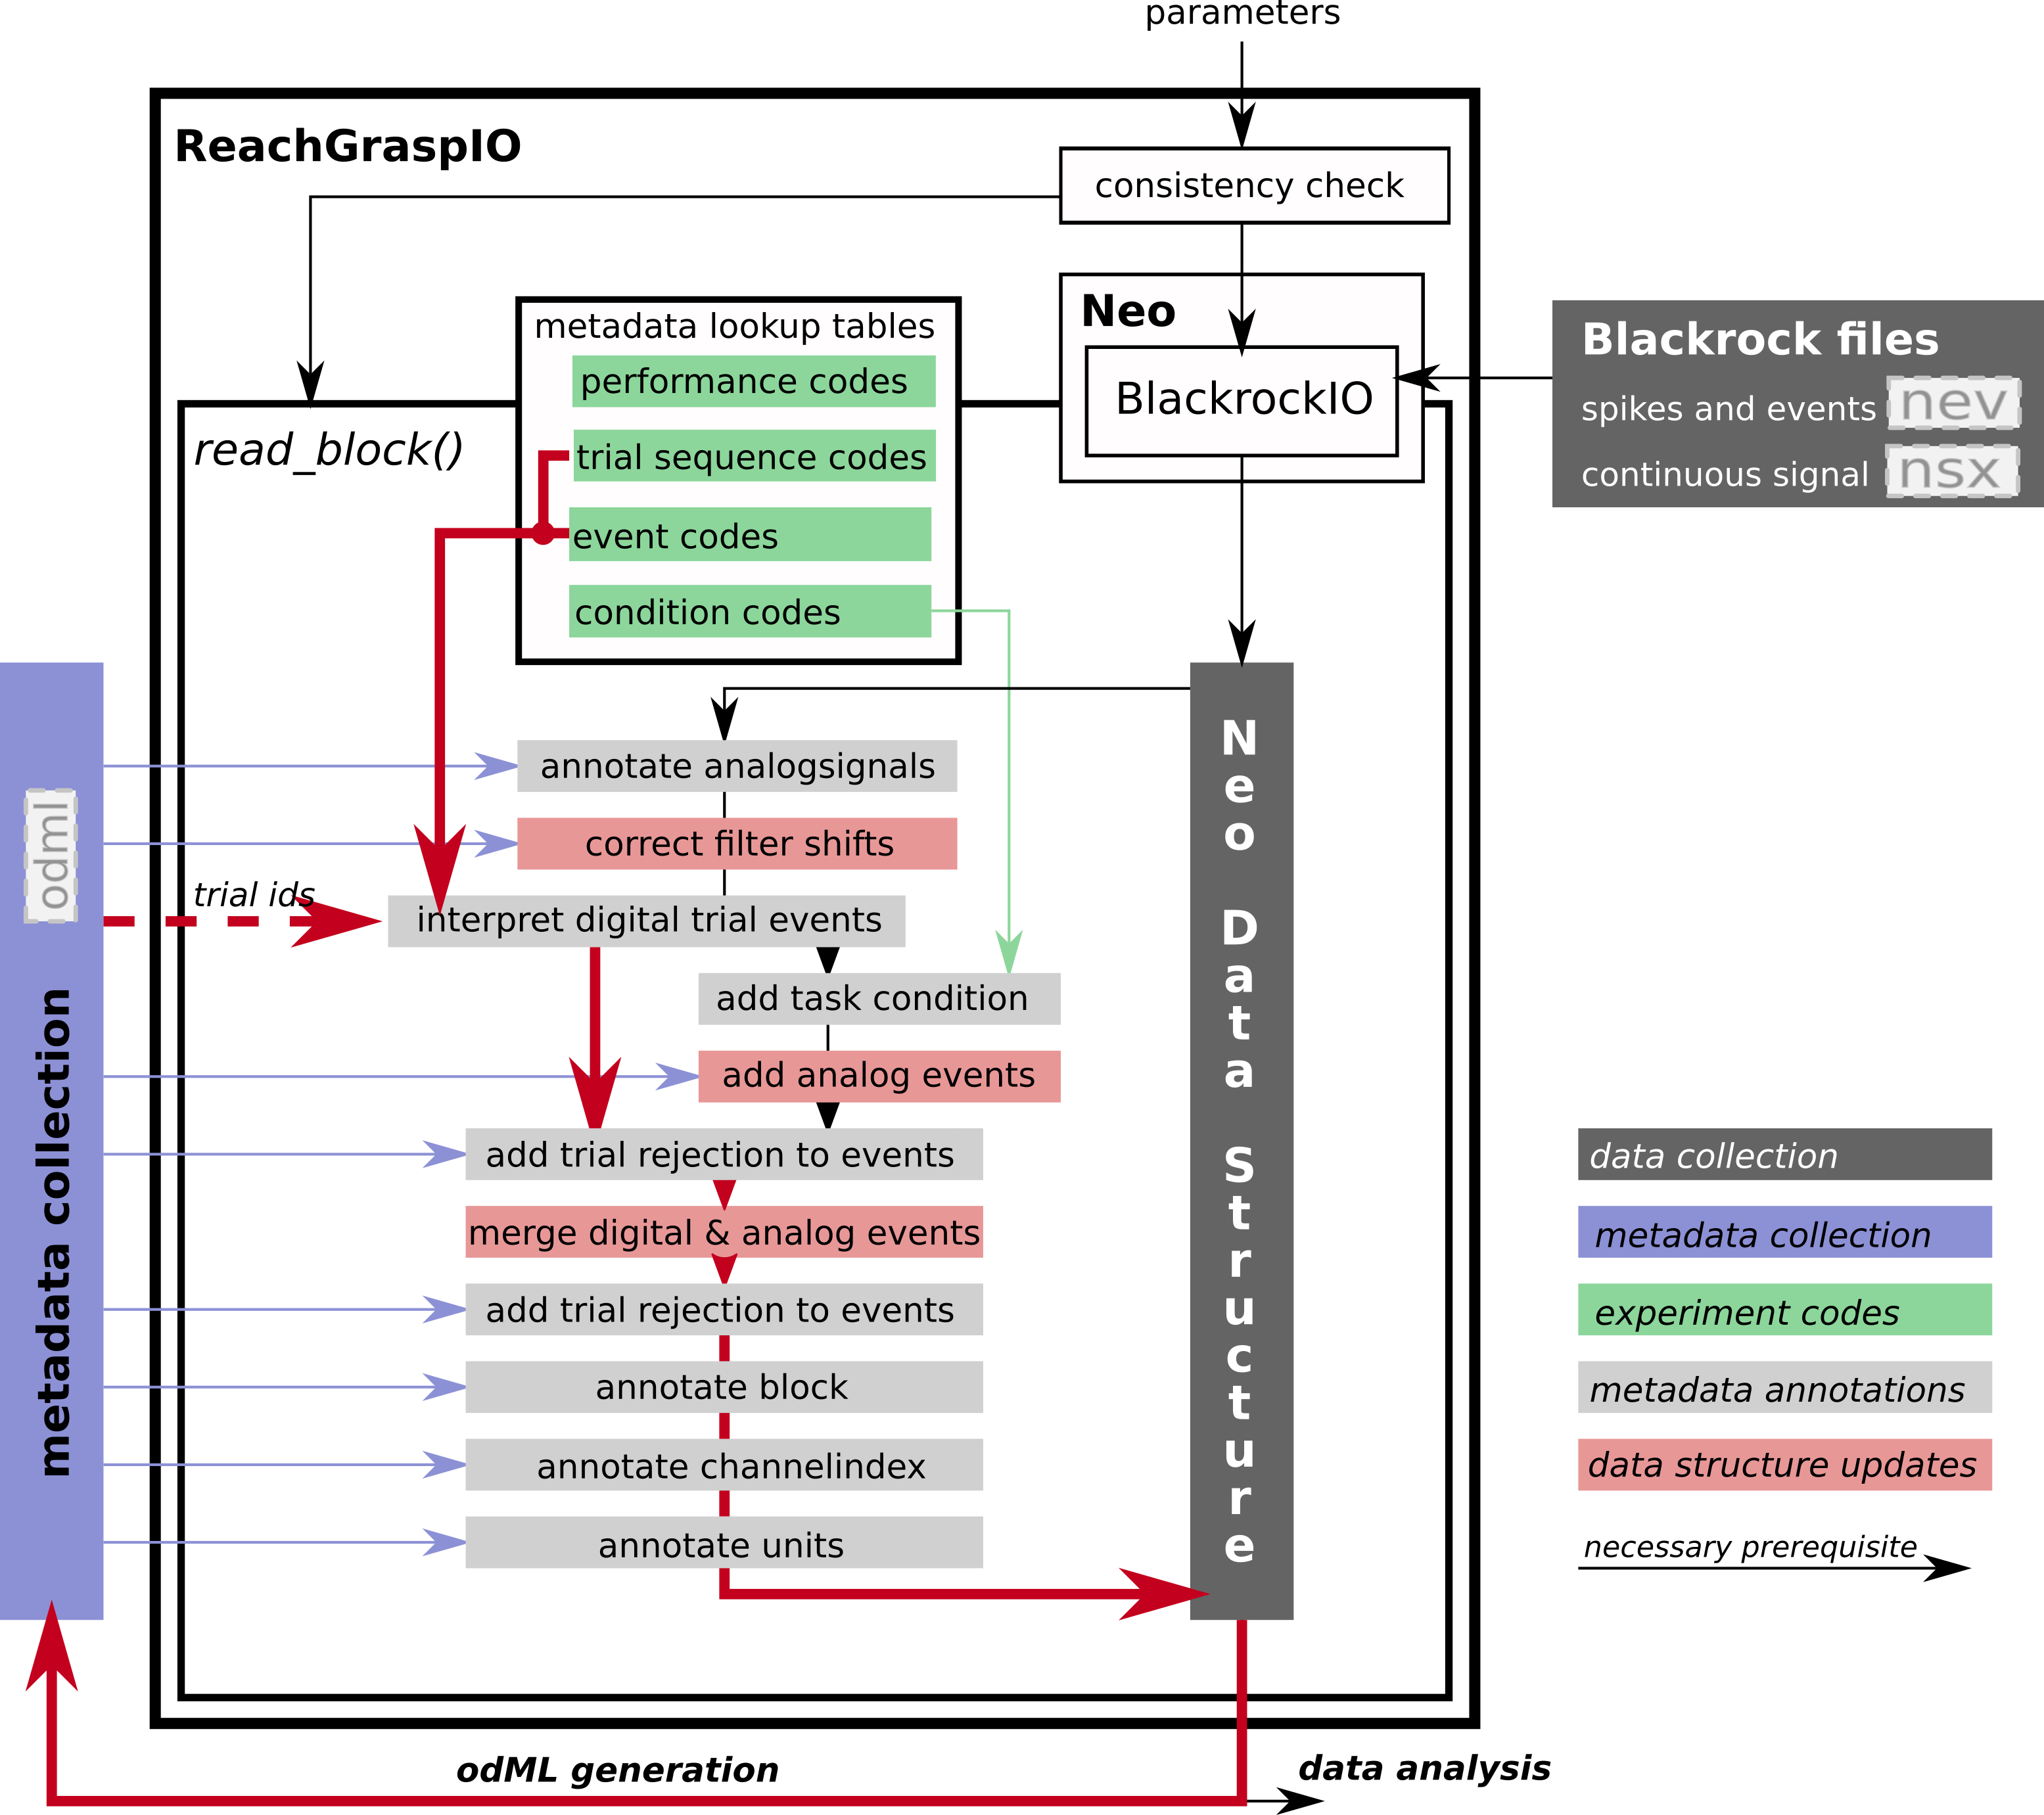 parameters
ReachGraspIO
consistency check
metadata lookup tables
performance codes
trial sequence codes
event codes
condition codes
Neo
BlackrockIO
Blackrock files
spikes and events nev
continuous signal nsx
read_block()
annotate analogsignals
correct filter shifts
trial ids
interpret digital trial events
add task condition
add analog events
add trial rejection to events
merge digital & analog events
add trial rejection to events
annotate block
annotate channelindex
annotate units
odml
metadata collection
Neo Data Structure
data collection
metadata collection
experiment codes
metadata annotations
data structure updates
necessary prerequisite
odML generation
data analysis